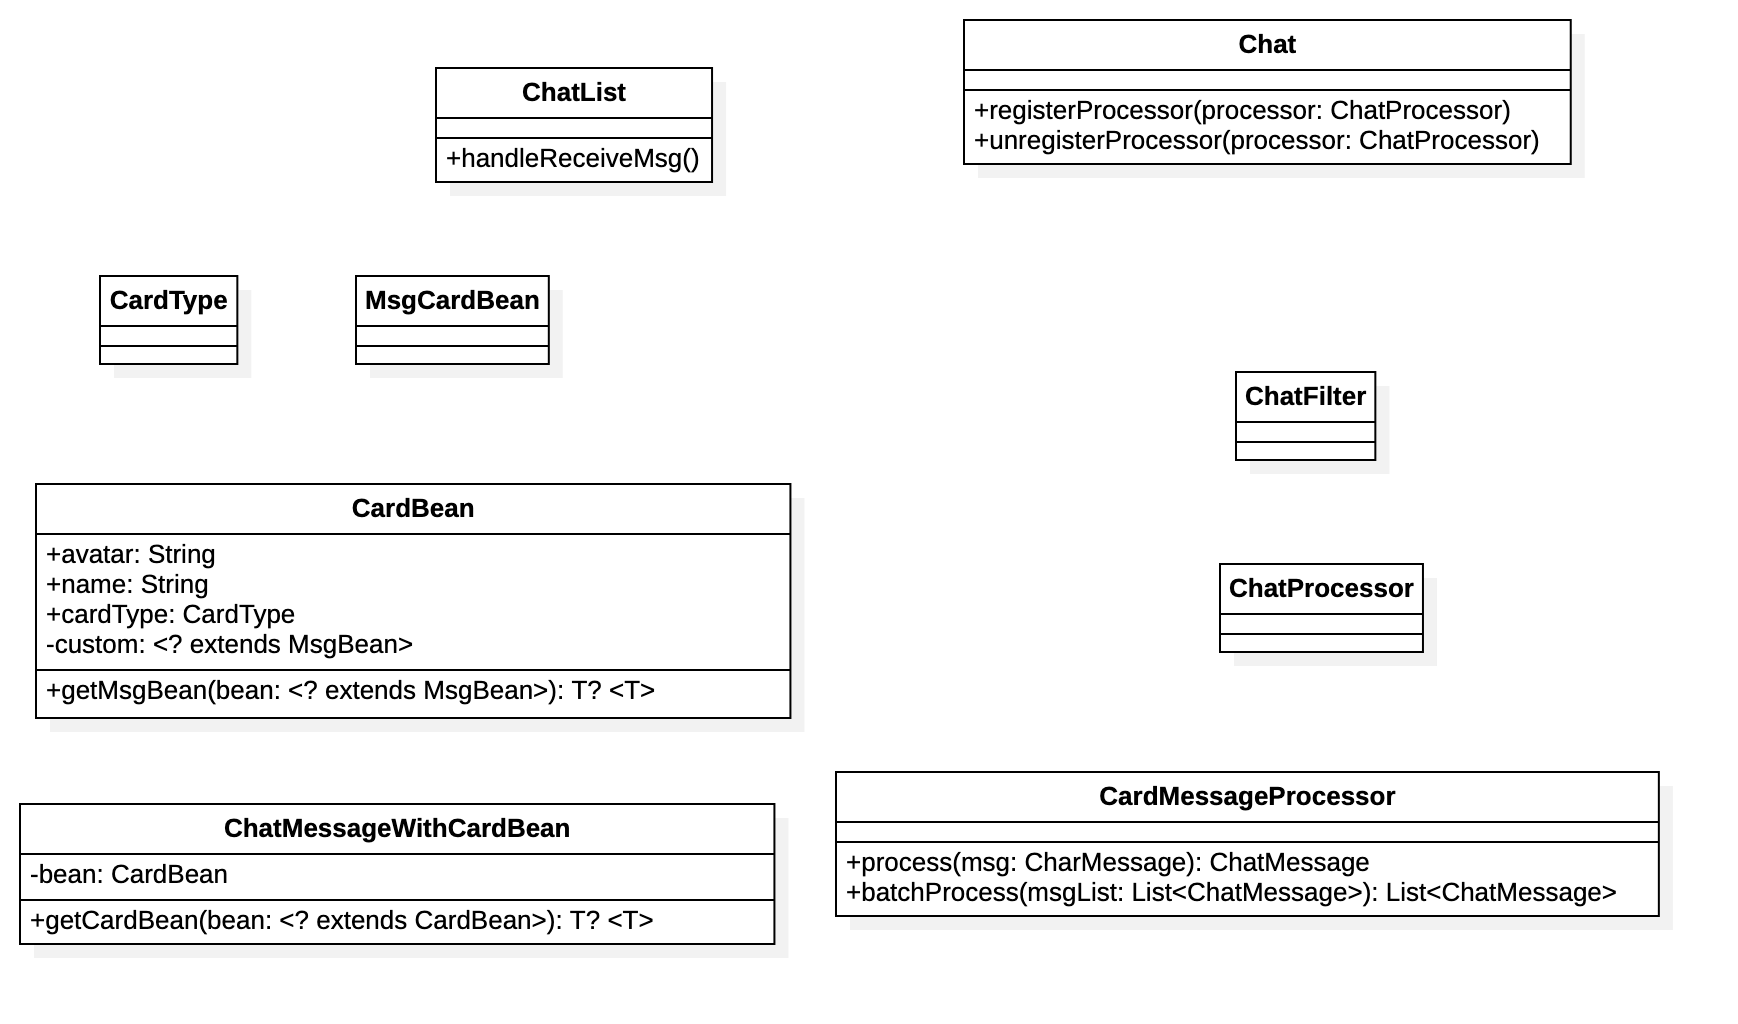 Chat
+registerProcessor(processor: ChatProcessor)
+unregisterProcessor(processor: ChatProcessor)
ChatList
+handleReceiveMsg()
CardType
MsgCardBean
ChatFilter
CardBean
+avatar: String
+name: String
+cardType: CardType
-custom: <? extends MsgBean>
+getMsgBean(bean: <? extends MsgBean>): T? <T>
ChatProcessor
ChatMessageWithCardBean
-bean: CardBean
+getCardBean(bean: <? extends CardBean>): T? <T>
CardMessageProcessor
+process(msg: CharMessage): ChatMessage
+batchProcess(msgList: List<ChatMessage>): List<ChatMessage>